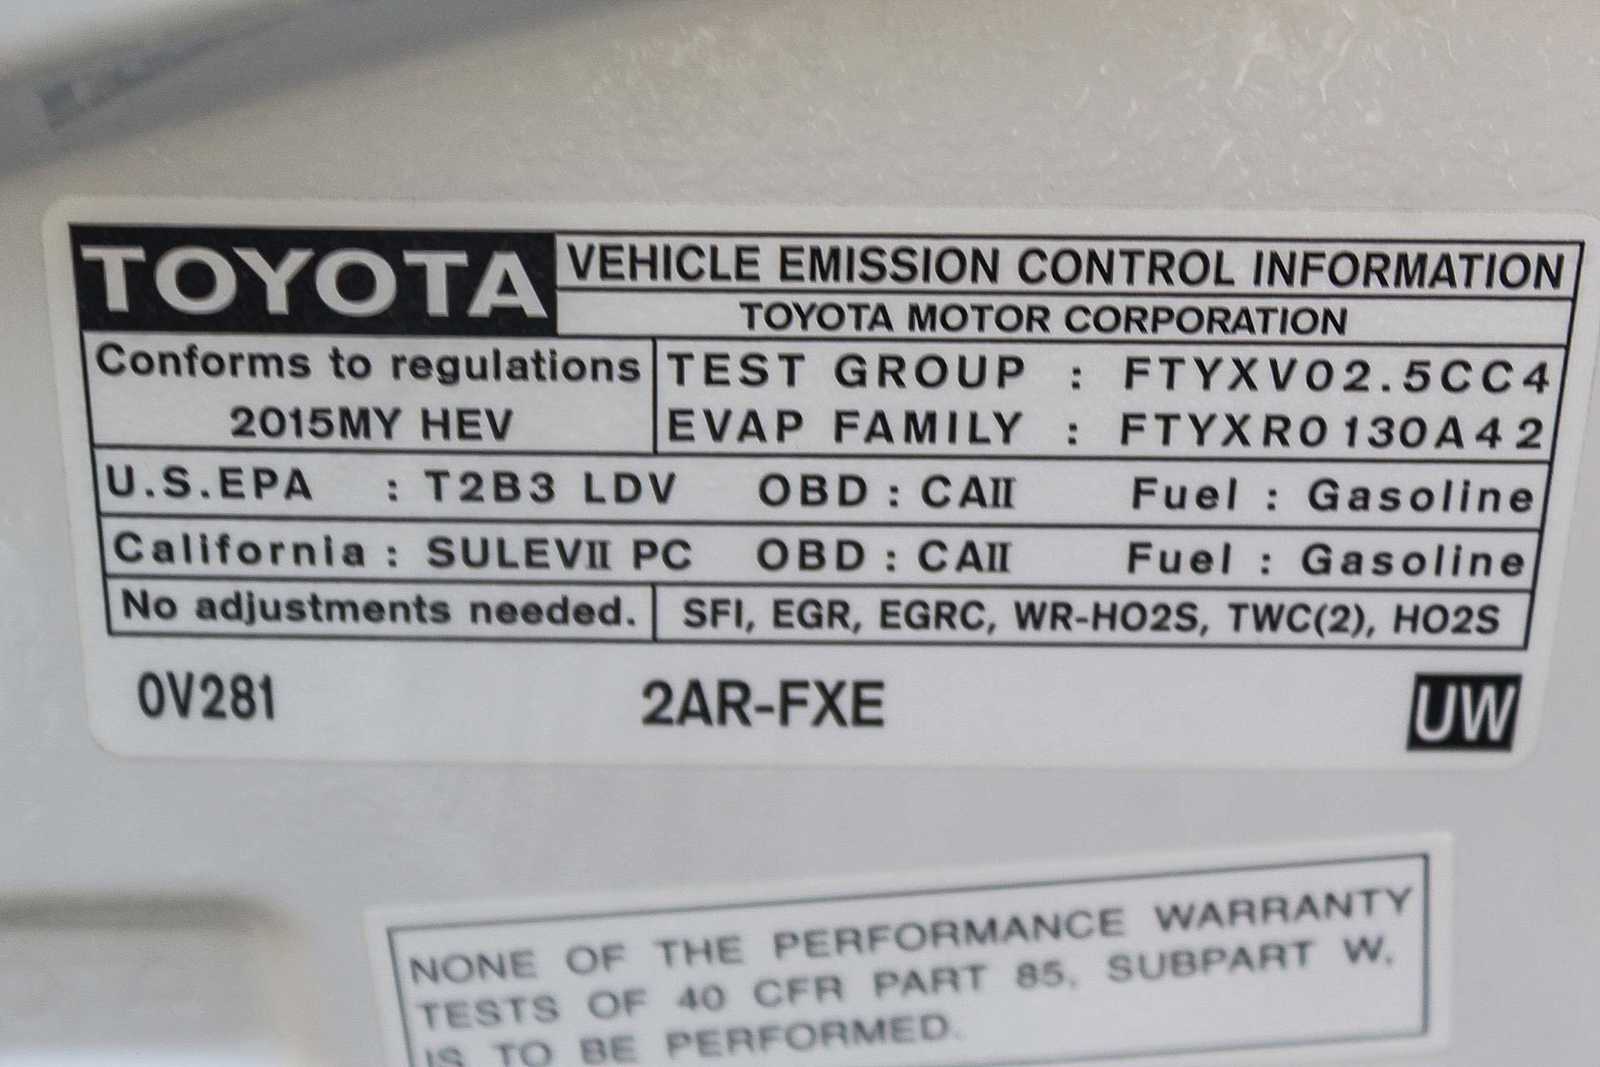 TOYOTA VEHICLE EMISSION CONTROL INFORMATION
TOYOTA MOTOR CORPORATION
Conforms to regulations
2015MY HEV
TEST GROUP : FTYXV02.5CC4
EVAP FAMILY : FTYXR0130A42
U.S.EPA : T2B3 LDV OBD : CAII Fuel : Gasoline
California : SULEVII PC OBD : CAII Fuel : Gasoline
No adjustments needed. SFI, EGR, EGRC, WR-HO2S, TWC(2), HO2S
0V281 2AR-FXE UW
NONE OF THE PERFORMANCE WARRANTY
TESTS OF 40 CFR PART 85, SUBPART W,
IS TO BE PERFORMED.